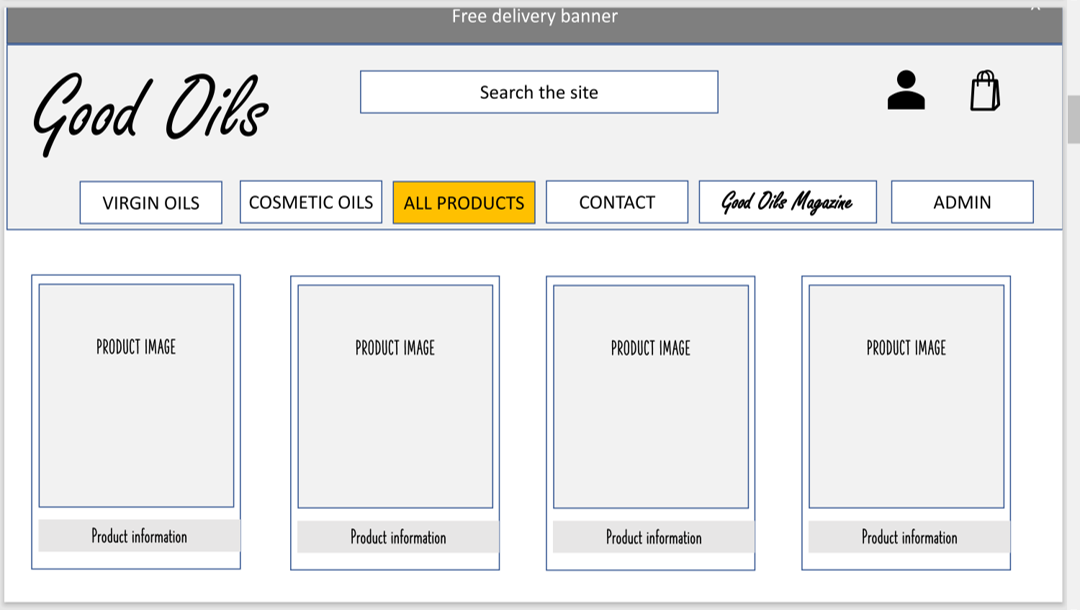 Free delivery banner
Good Oils
Search the site
VIRGIN OILS
COSMETIC OILS
ALL PRODUCTS
CONTACT
Good Oils Magazine
ADMIN
PRODUCT IMAGE
PRODUCT IMAGE
PRODUCT IMAGE
PRODUCT IMAGE
Product information
Product information
Product information
Product information